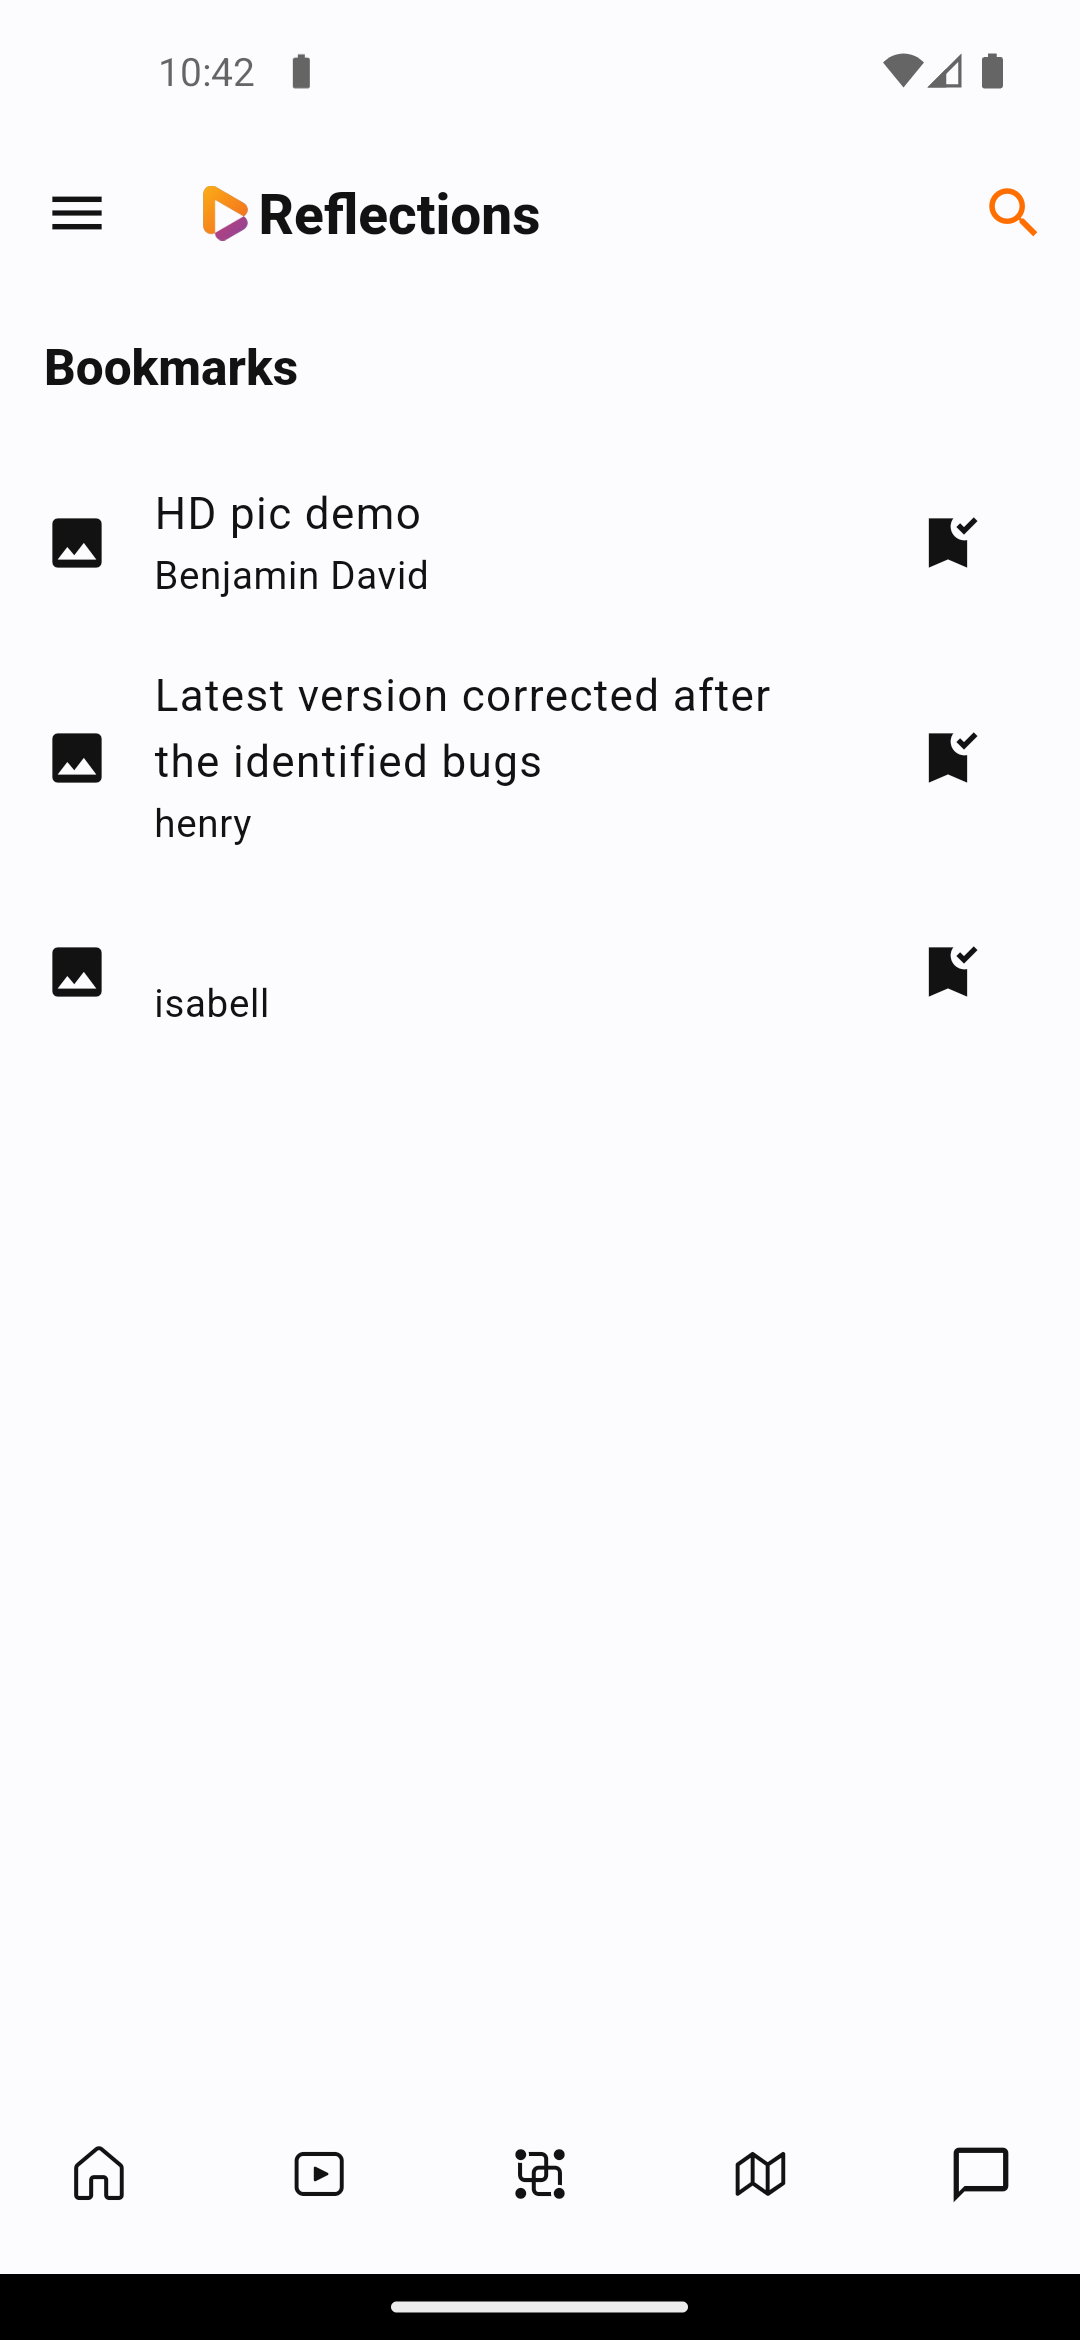 10:42
Reflections
Bookmarks
HD pic demo
Benjamin David
Latest version corrected after
the identified bugs
henry
isabell